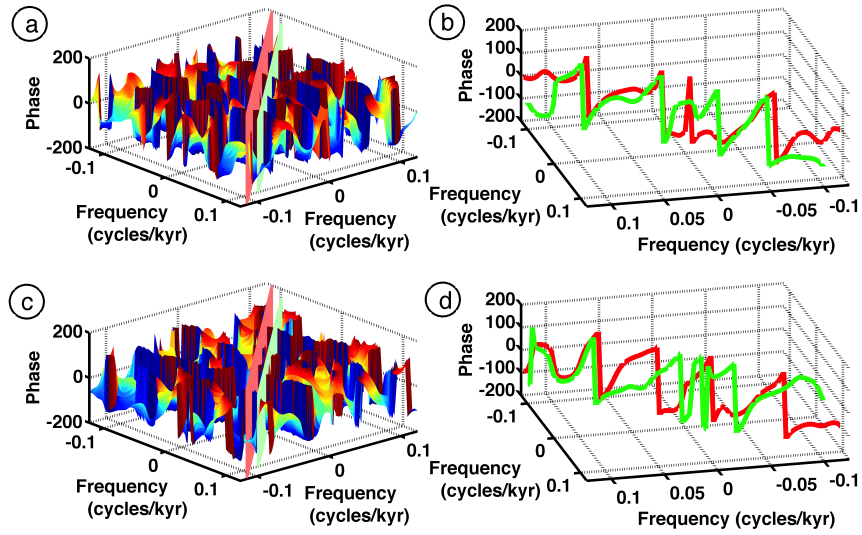 a
200
0
-200
Phase
-0.1
0
0.1
Frequency
(cycles/kyr)
-0.1
0
0.1
Frequency
(cycles/kyr)
b
200
100
0
-100
-200
Phase
-0.1
0
0.1
Frequency
(cycles/kyr)
0.1
0.05
0
-0.05
-0.1
Frequency (cycles/kyr)
c
200
0
-200
Phase
-0.1
0
0.1
Frequency
(cycles/kyr)
-0.1
0
0.1
Frequency
(cycles/kyr)
d
200
100
0
-100
-200
Phase
-0.1
0
0.1
Frequency
(cycles/kyr)
0.1
0.05
0
-0.05
-0.1
Frequency (cycles/kyr)